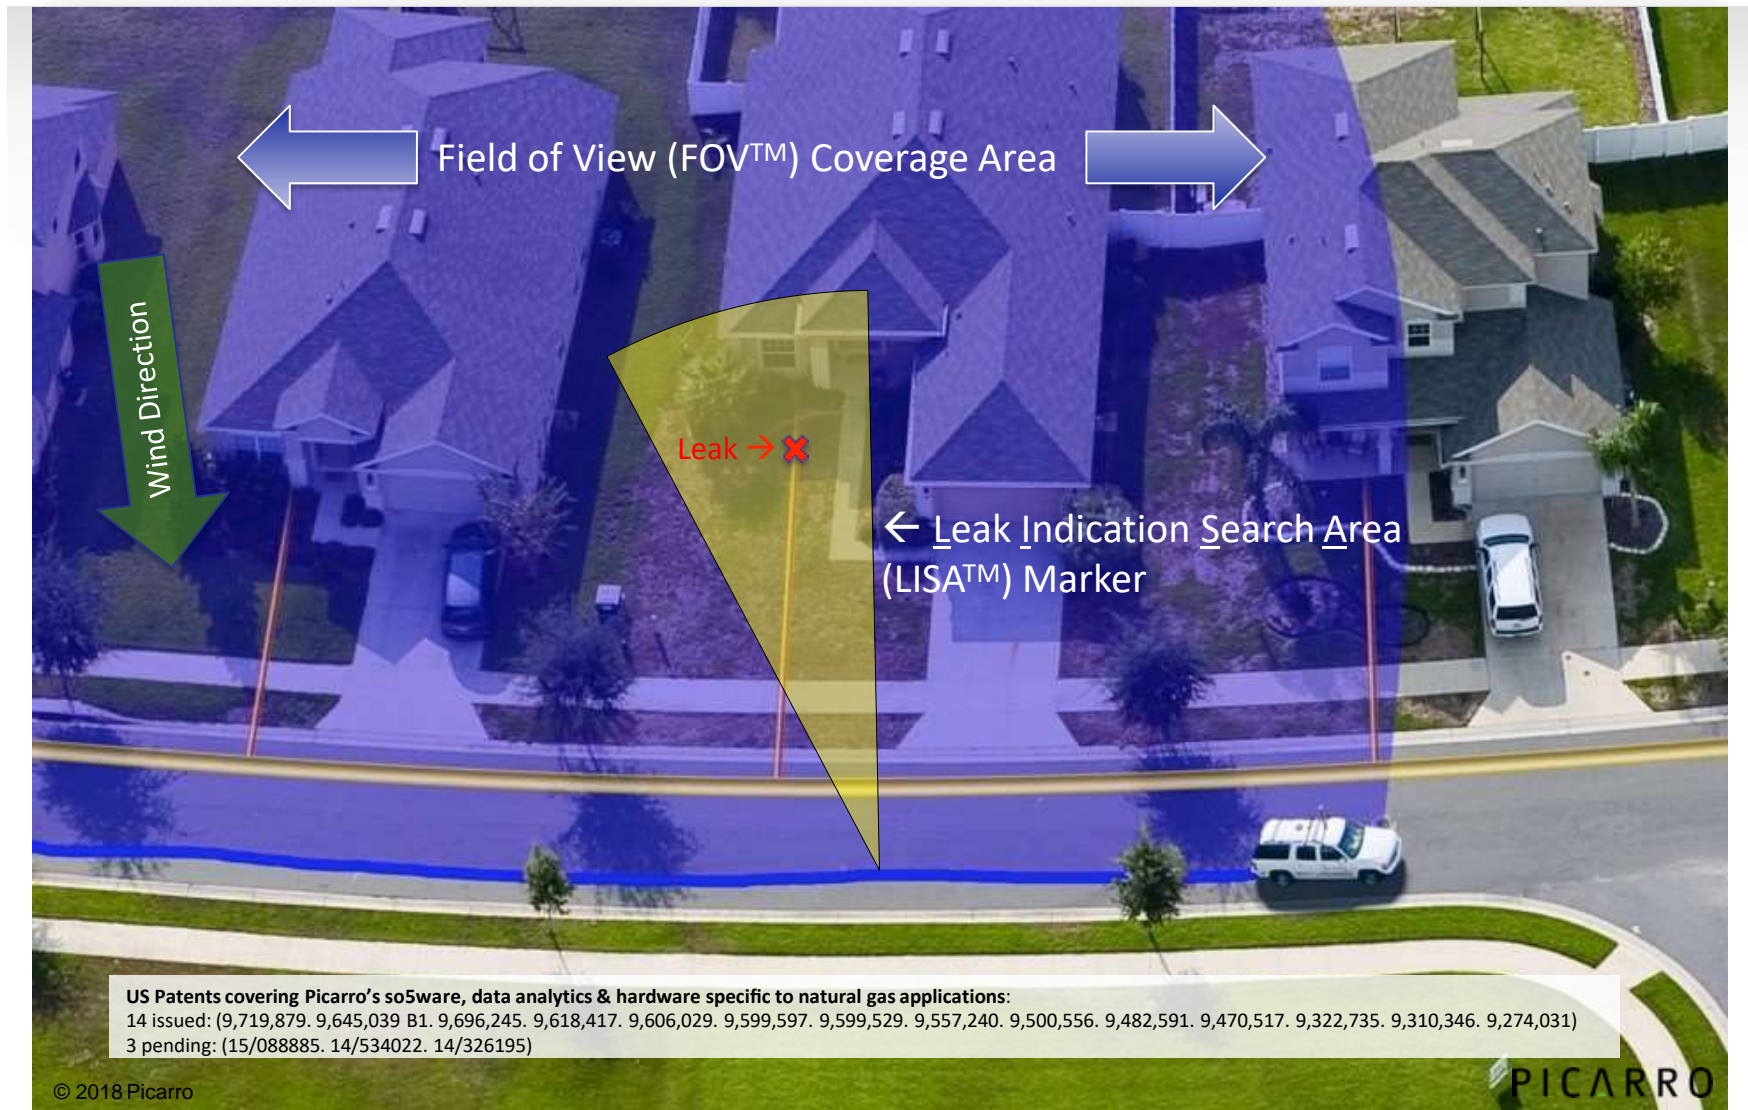 Field of View (FOV™) Coverage Area
Wind Direction
Leak →
← Leak Indication Search Area
(LISA™) Marker
US Patents covering Picarro's so5ware, data analytics & hardware specific to natural gas applications:
14 issued: (9,719,879. 9,645,039 B1. 9,696,245. 9,618,417. 9,606,029. 9,599,597. 9,599,529. 9,557,240. 9,500,556. 9,482,591. 9,470,517. 9,322,735. 9,310,346. 9,274,031)
3 pending: (15/088885. 14/534022. 14/326195)
© 2018 Picarro
PICARRO